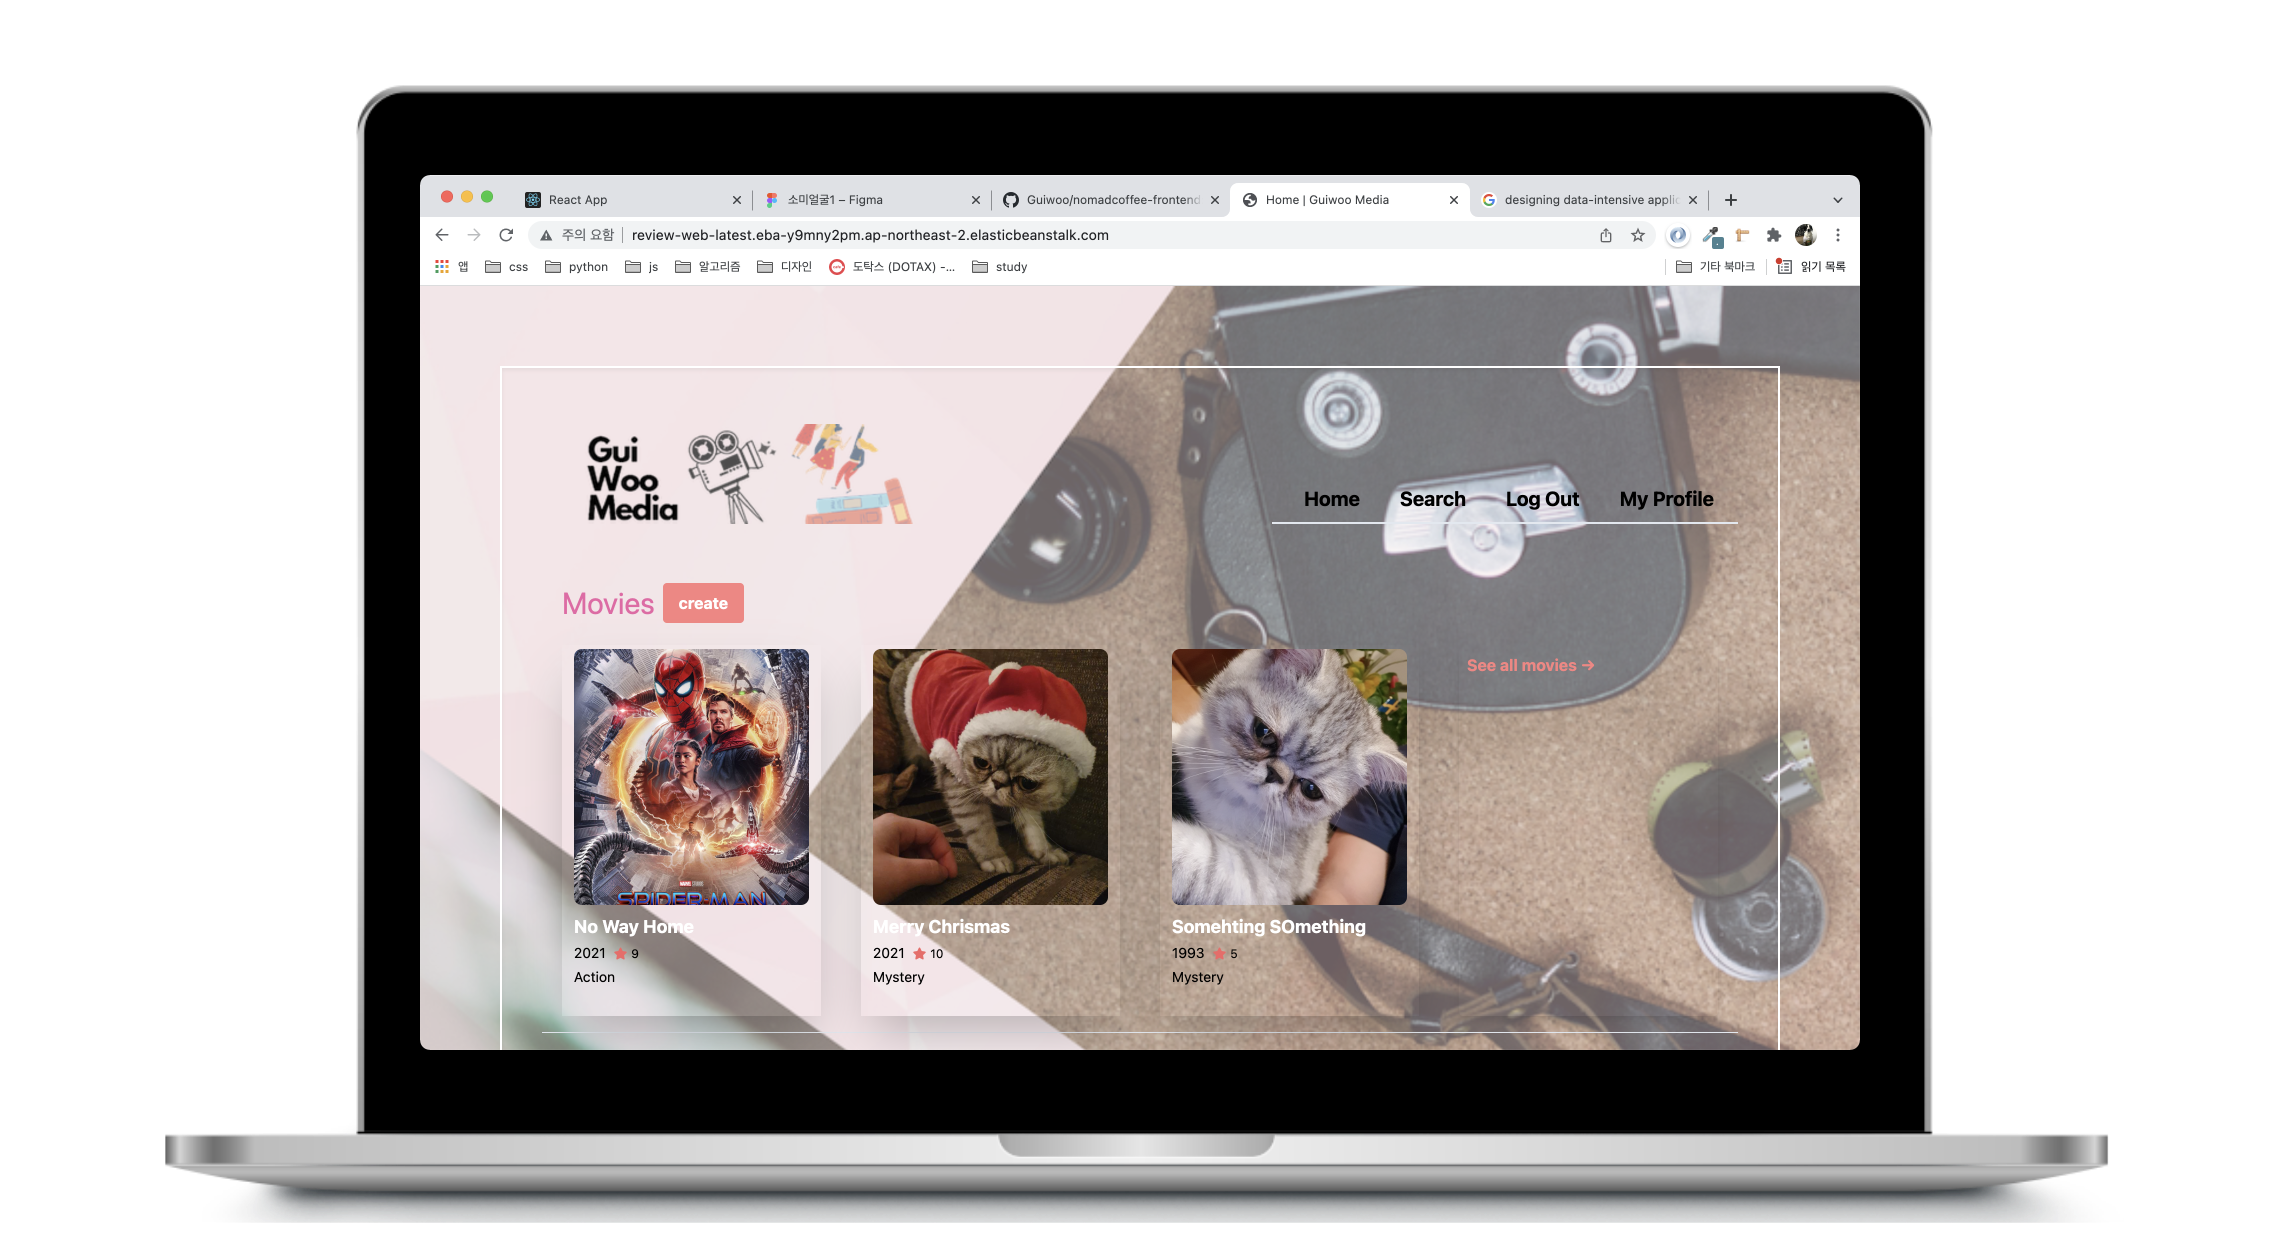 React App
소미얼굴1 – Figma
Guiwoo/nomadcoffee-frontend
Home | Guiwoo Media
designing data-intensive applic
주의 요함 review-web-latest.eba-y9mny2pm.ap-northeast-2.elasticbeanstalk.com
앱 css python js 알고리즘 디자인 도탁스 (DOTAX) -... study 기타 북마크 읽기 목록
Gui
Woo
Media
Home Search Log Out My Profile
Movies create
See all movies →
SPIDER-MAN
No Way Home Merry Chrismas Somehting SOmething
2021 ★ 9 2021 ★ 10 1993 ★ 5
Action Mystery Mystery